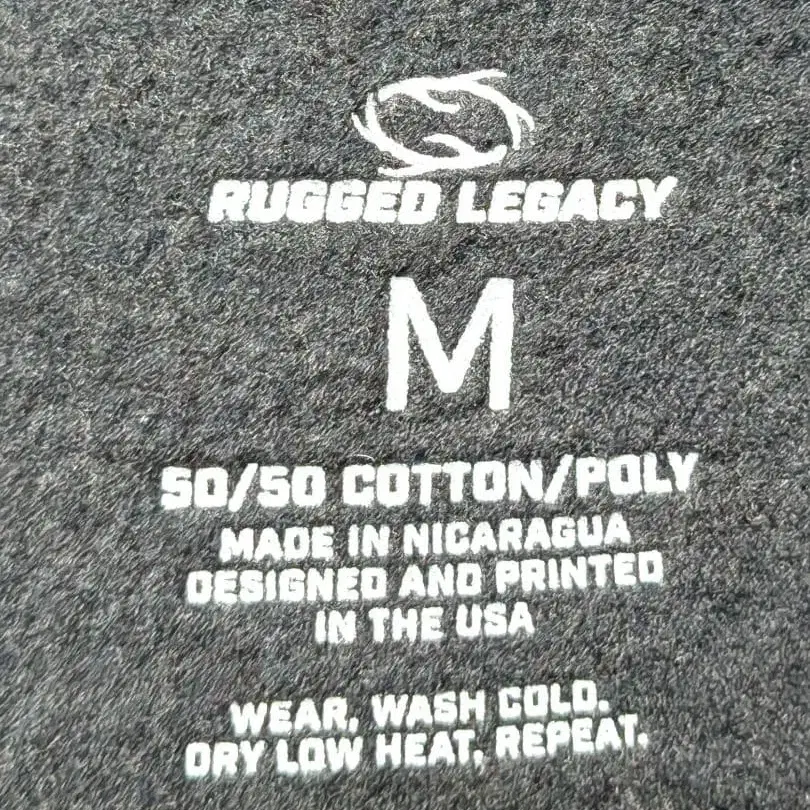 RUGGED LEGACY
M
50/50 COTTON/POLY
MADE IN NICARAGUA
DESIGNED AND PRINTED
IN THE USA
WEAR, WASH COLD.
DRY LOW HEAT, REPEAT.